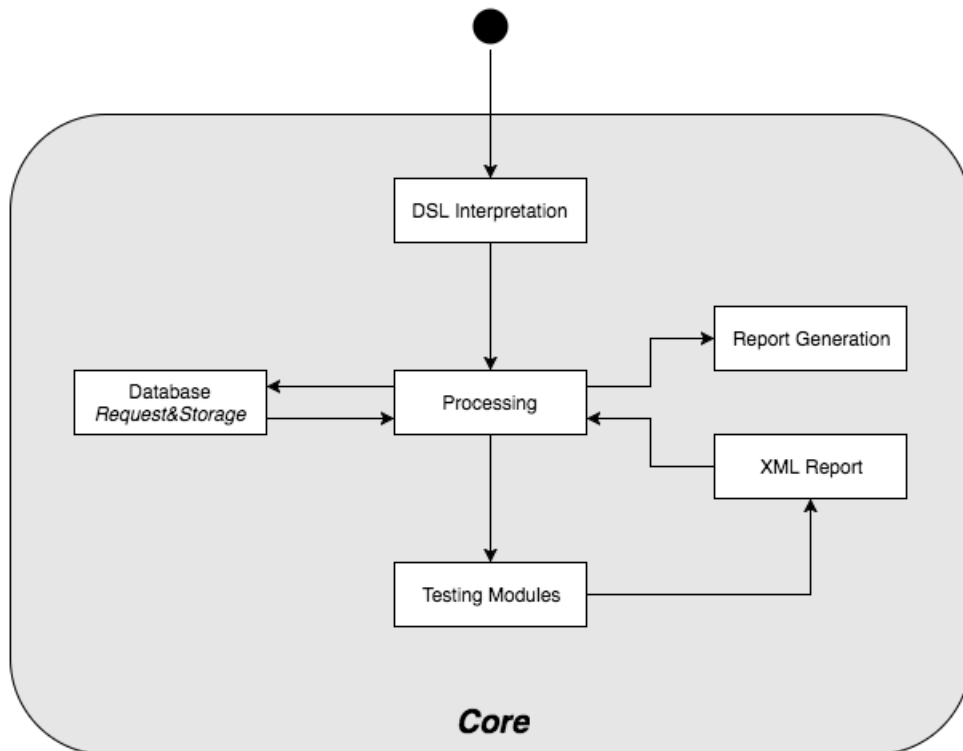 DSL Interpretation
Report Generation
Database
Request&Storage
Processing
XML Report
Testing Modules
Core